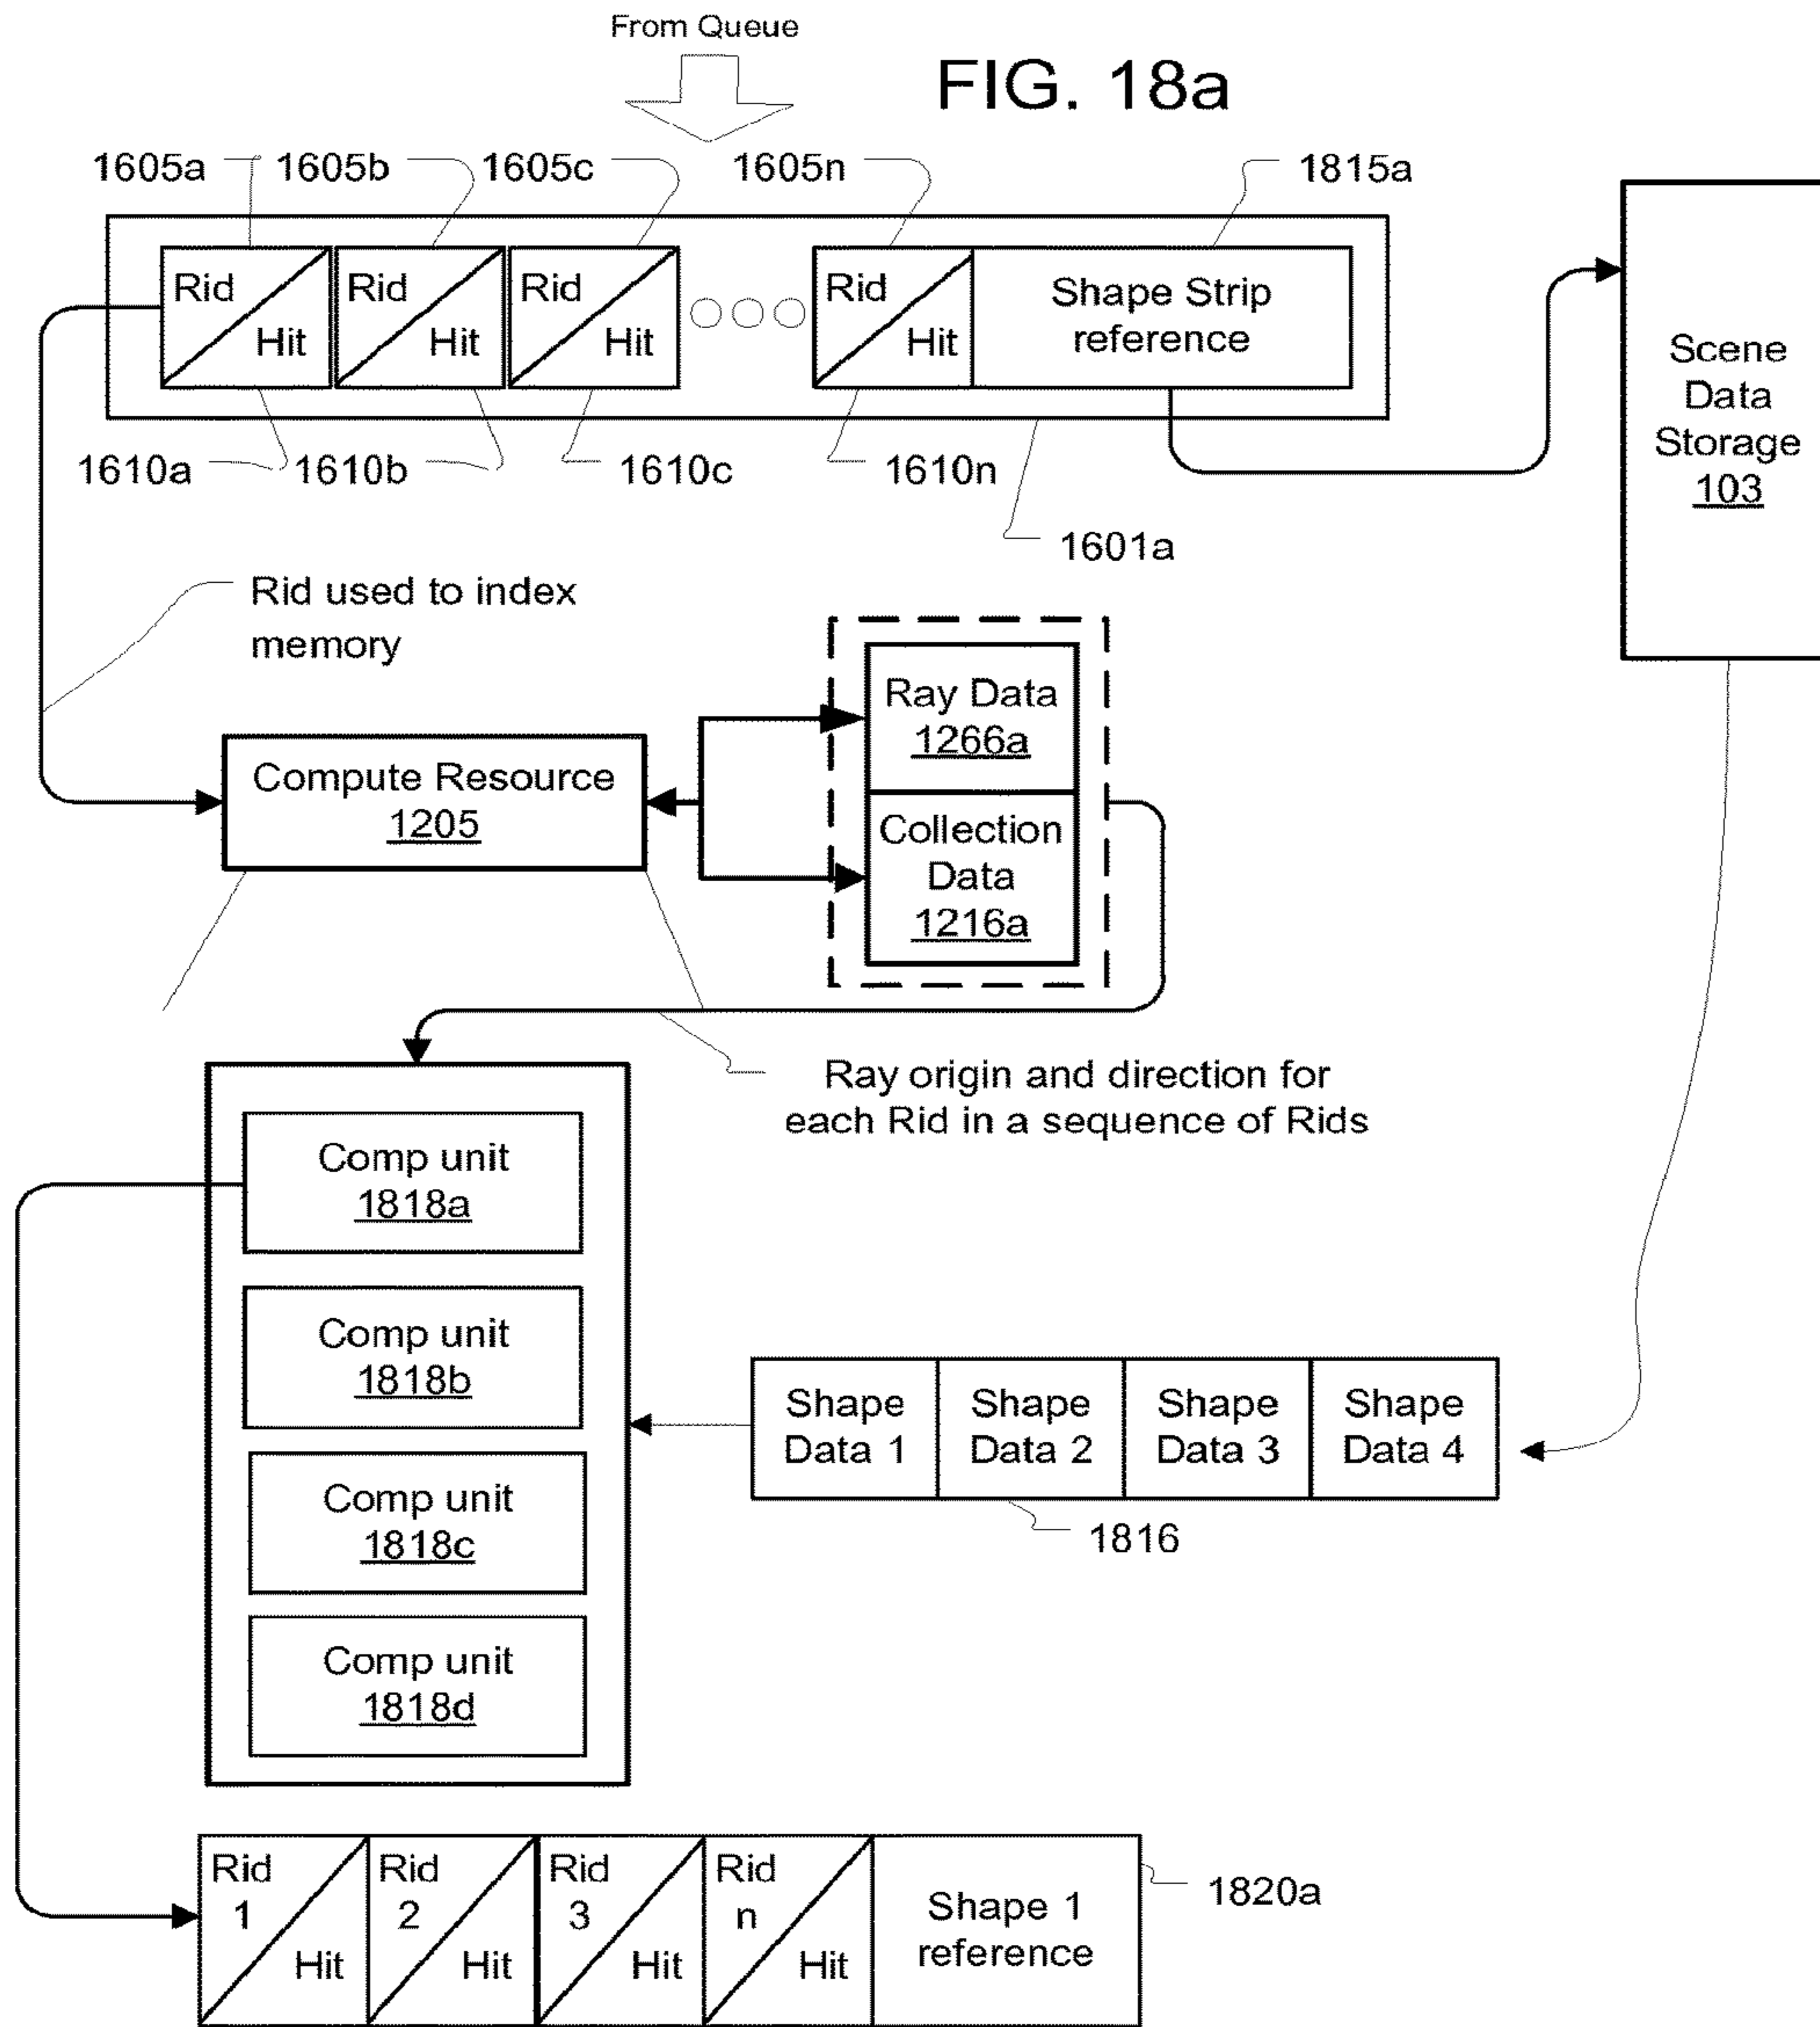 From Queue
FIG. 18a
1605a 1605b 1605c 1605n 1815a
Rid Rid Rid Rid
Hit Hit Hit Hit
Shape Strip
reference
Scene
Data
Storage
103
1610a 1610b 1610c 1610n
1601a
Rid used to index
memory
Ray Data
1266a
Compute Resource
1205
Collection
Data
1216a
Ray origin and direction for
each Rid in a sequence of Rids
Comp unit
1818a
Comp unit
1818b
Comp unit
1818c
Comp unit
1818d
Shape
Data 1
Shape
Data 2
Shape
Data 3
Shape
Data 4
1816
Rid
1
Hit
Rid
2
Hit
Rid
3
Hit
Rid
n
Hit
Shape 1
reference
1820a